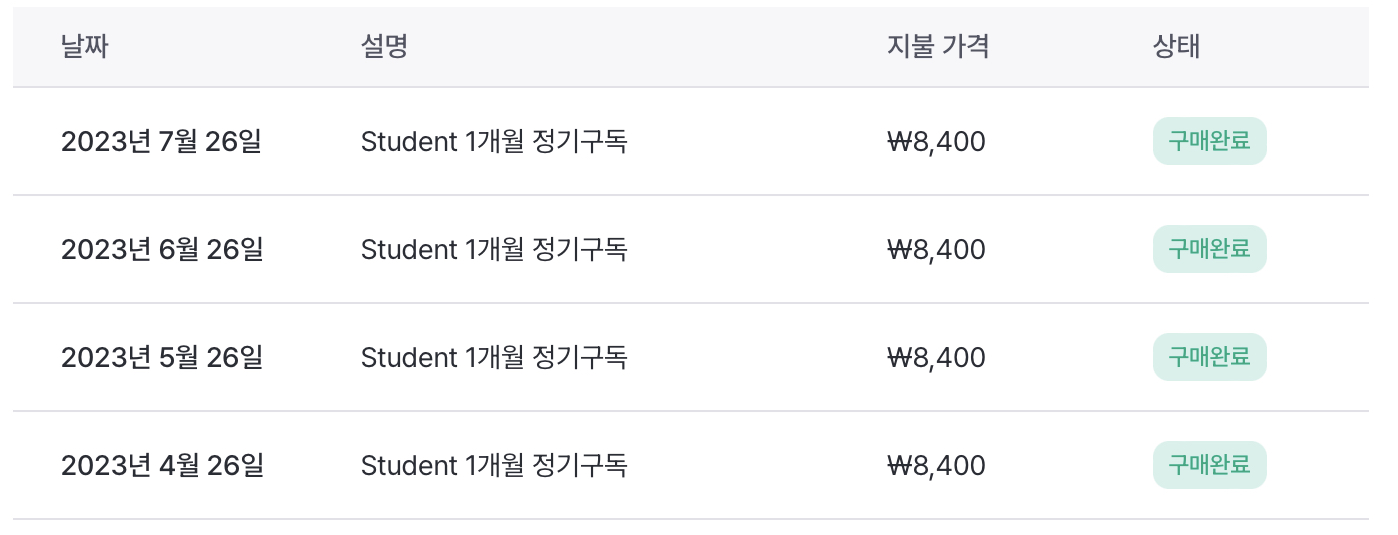 날짜 설명 지불 가격 상태
2023년 7월 26일 Student 1개월 정기구독 ₩8,400 구매완료
2023년 6월 26일 Student 1개월 정기구독 ₩8,400 구매완료
2023년 5월 26일 Student 1개월 정기구독 ₩8,400 구매완료
2023년 4월 26일 Student 1개월 정기구독 ₩8,400 구매완료